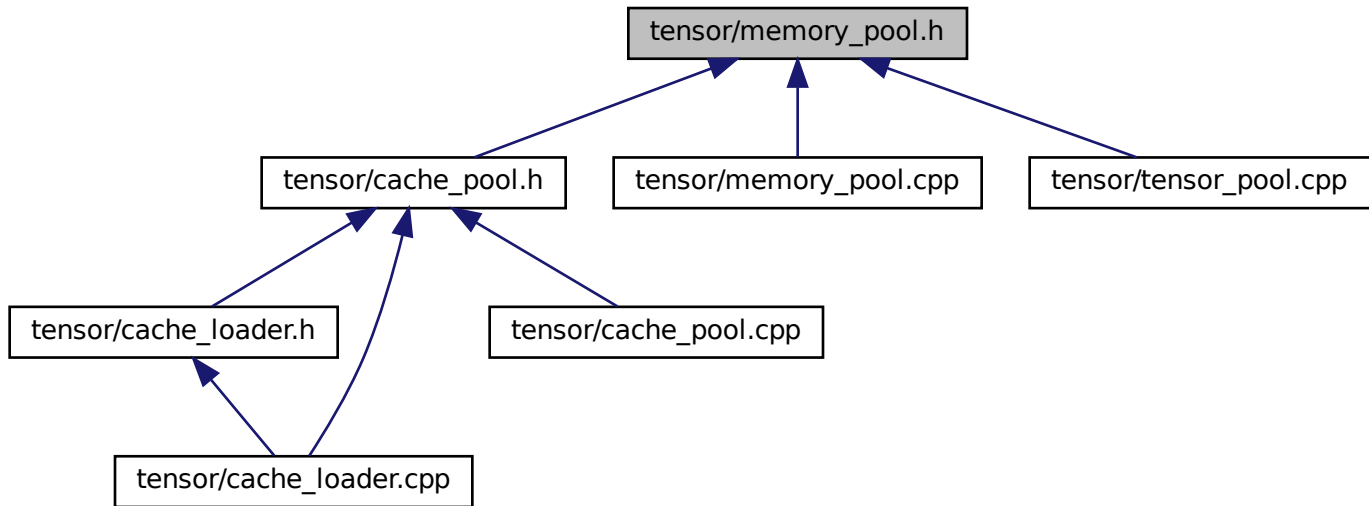 tensor/memory_pool.h
tensor/cache_pool.h
tensor/memory_pool.cpp
tensor/tensor_pool.cpp
tensor/cache_loader.h
tensor/cache_pool.cpp
tensor/cache_loader.cpp